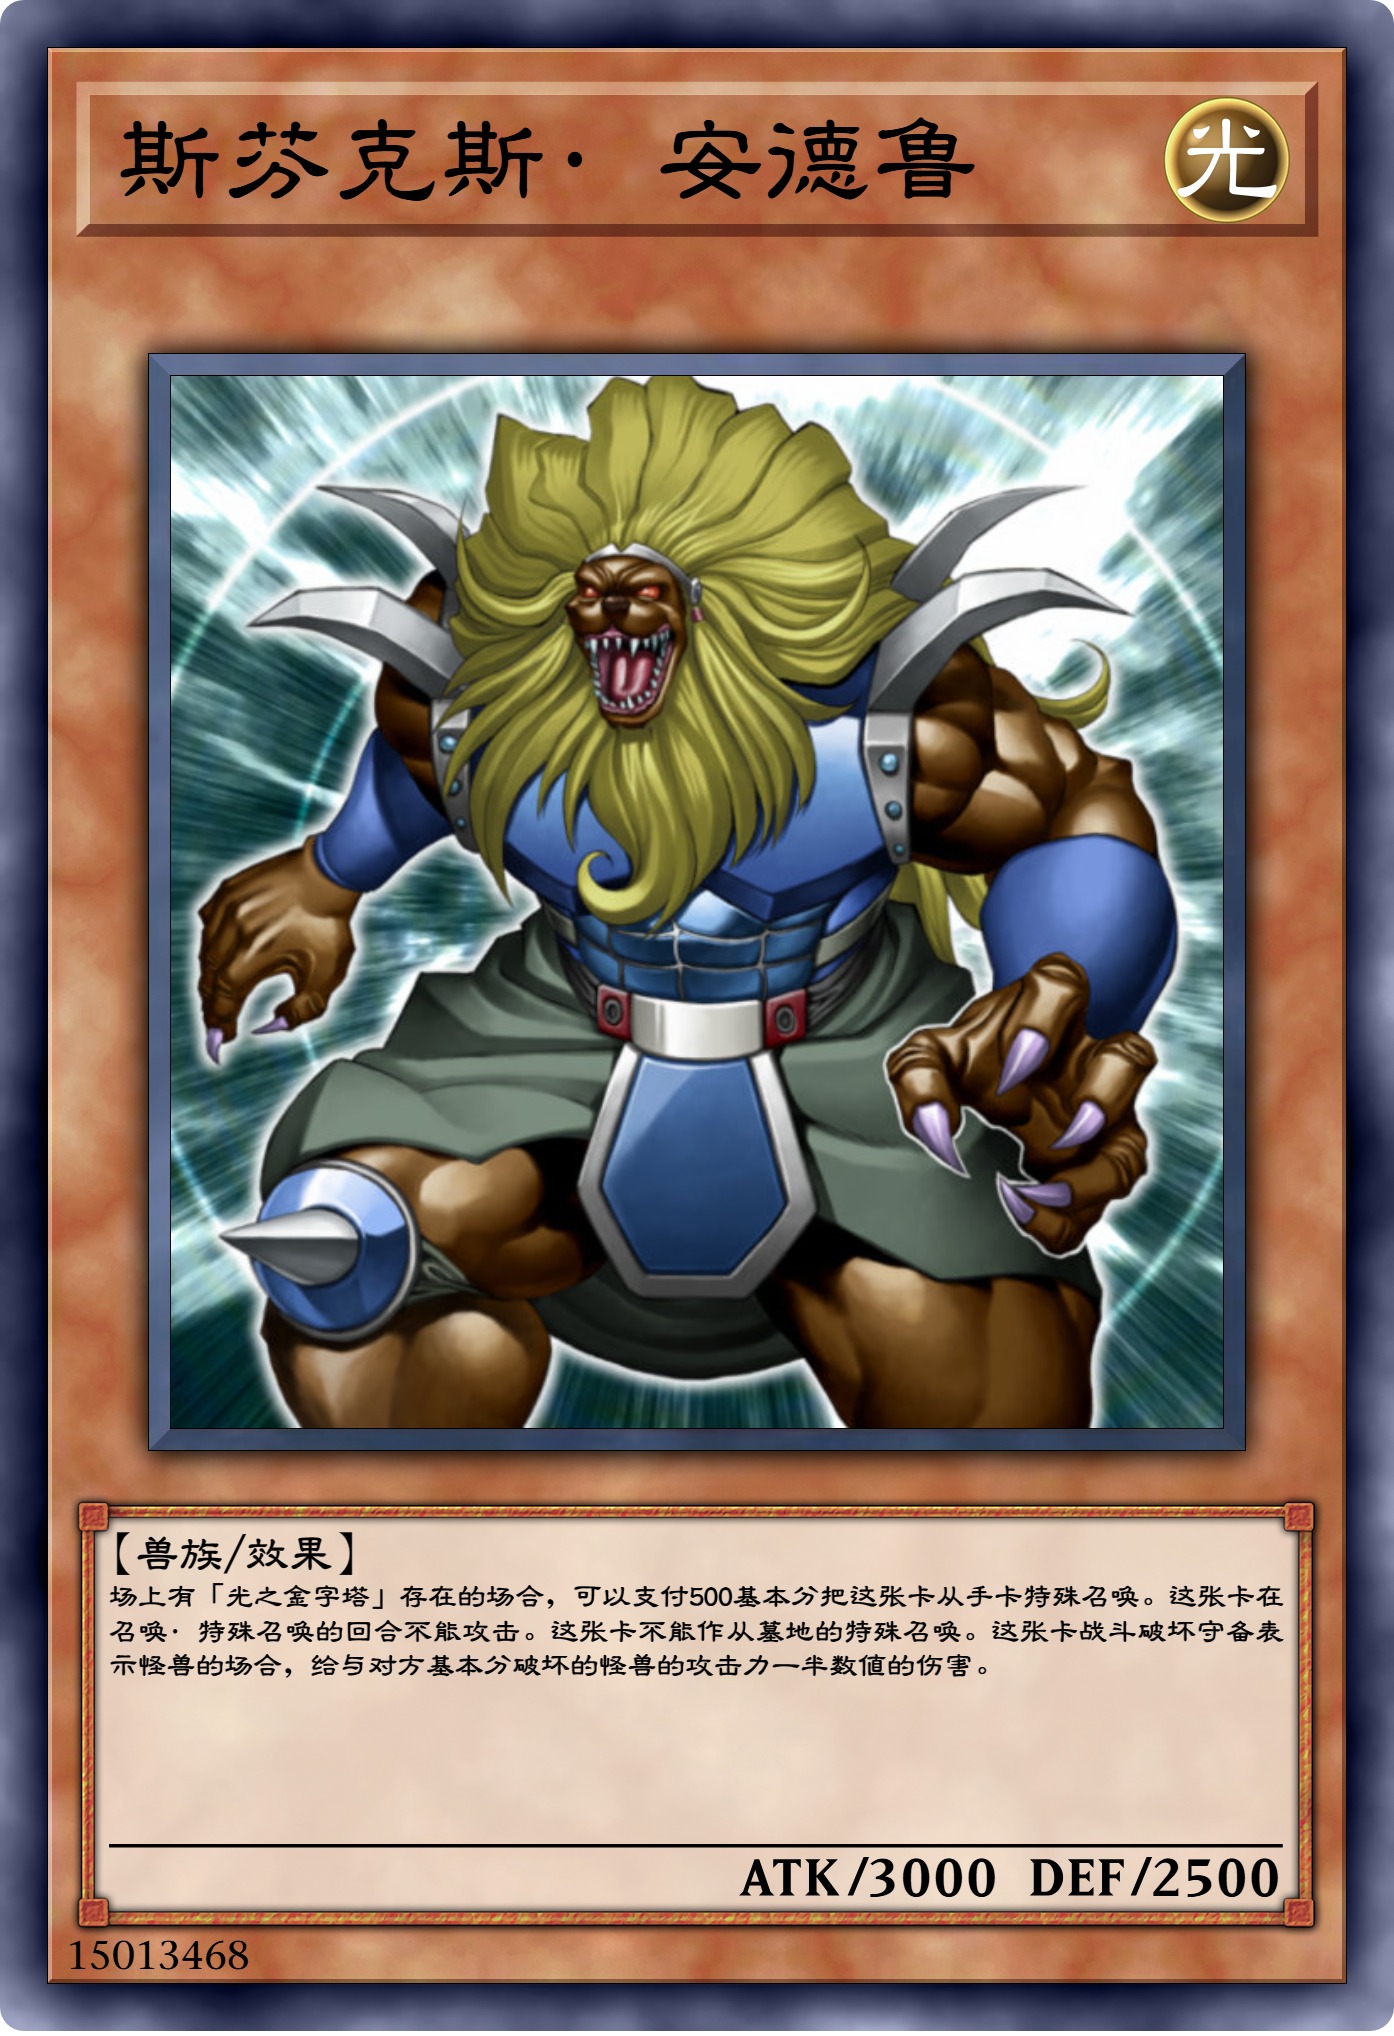 斯芬克斯·安德鲁
光
【兽族/效果】
场上有「光之金字塔」存在的场合，可以支付500基本分把这张卡从手卡特殊召唤。这张卡在
召唤·特殊召唤的回合不能攻击。这张卡不能作从墓地的特殊召唤。这张卡战斗破坏守备表
示怪兽的场合，给与对方基本分破坏的怪兽的攻击力一半数值的伤害。
ATK/3000 DEF/2500
15013468